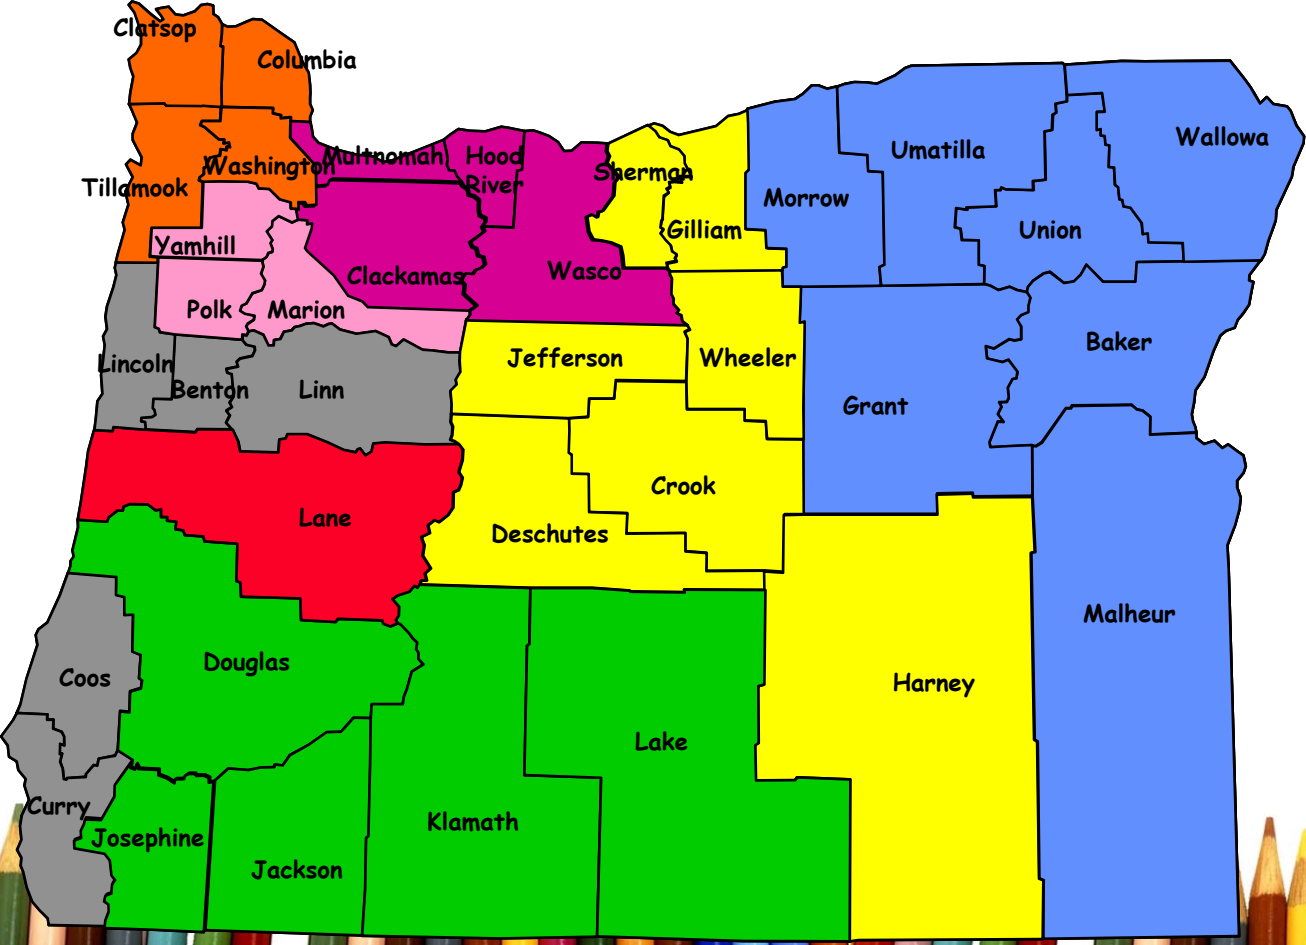 Clatsop
Columbia
Tillamook
Washington
Multnomah
Hood
River
Sherman
Gilliam
Morrow
Umatilla
Wallowa
Union
Yamhill
Polk
Marion
Clackamas
Wasco
Lincoln
Benton
Linn
Jefferson
Wheeler
Grant
Baker
Crook
Lane
Deschutes
Malheur
Coos
Douglas
Harney
Lake
Curry
Josephine
Jackson
Klamath